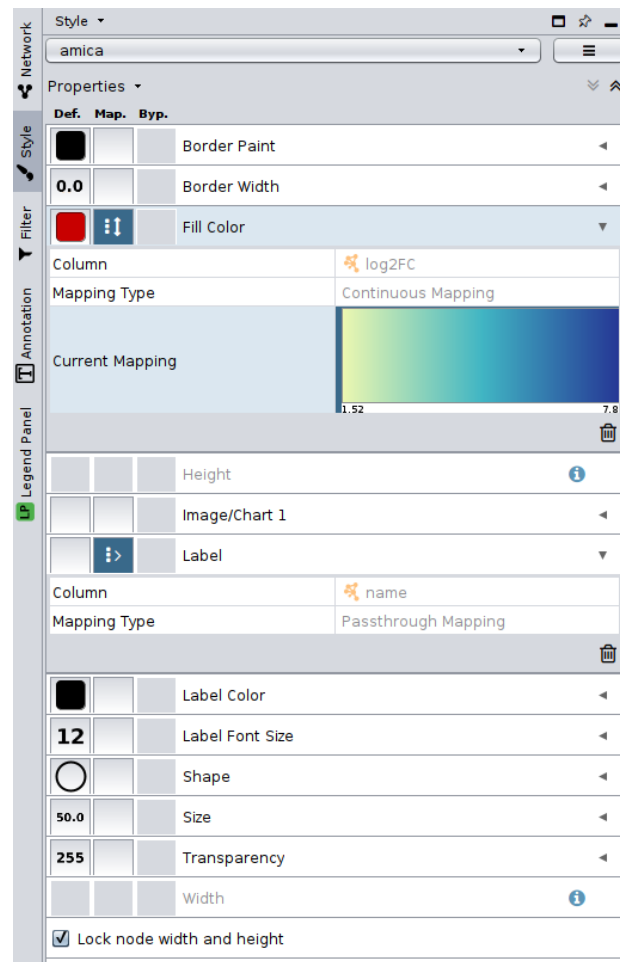 Style
amica
Properties
Def. Map. Byp.
Border Paint
0.0 Border Width
Fill Color
Column log2FC
Mapping Type Continuous Mapping
Current Mapping
1.52 7.8
Height
Image/Chart 1
Label
Column name
Mapping Type Passthrough Mapping
Label Color
12 Label Font Size
Shape
50.0 Size
255 Transparency
Width
Lock node width and height
Network
Style
Filter
T Annotation
LP Legend Panel